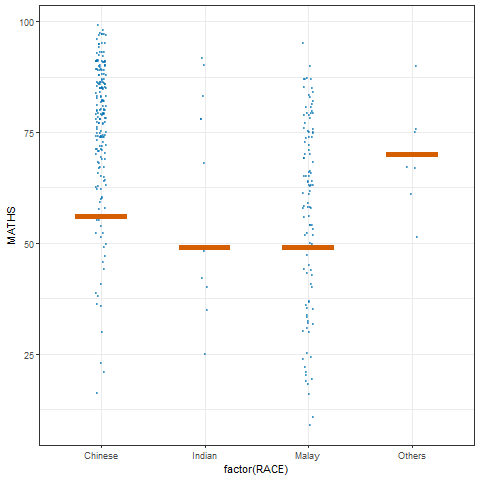 100
75
50
25
MATHS
Chinese
Indian
Malay
Others
factor(RACE)